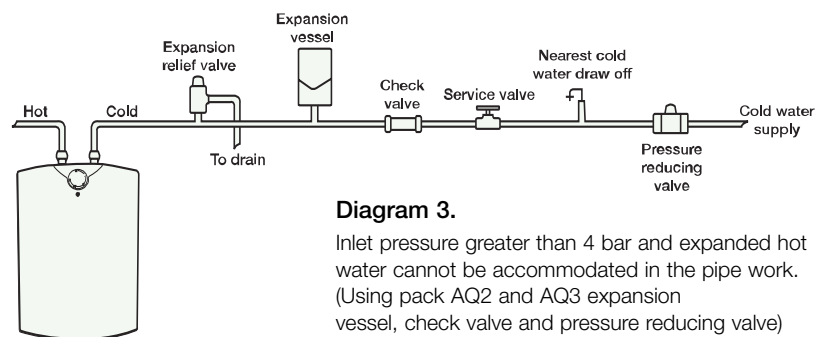 Expansion
vessel
Expansion
relief valve
Nearest cold
water draw off
Check
valve
Service valve
Hot
Cold
Cold water
supply
To drain
Pressure
reducing
valve
Diagram 3.
Inlet pressure greater than 4 bar and expanded hot
water cannot be accommodated in the pipe work.
(Using pack AQ2 and AQ3 expansion
vessel, check valve and pressure reducing valve)